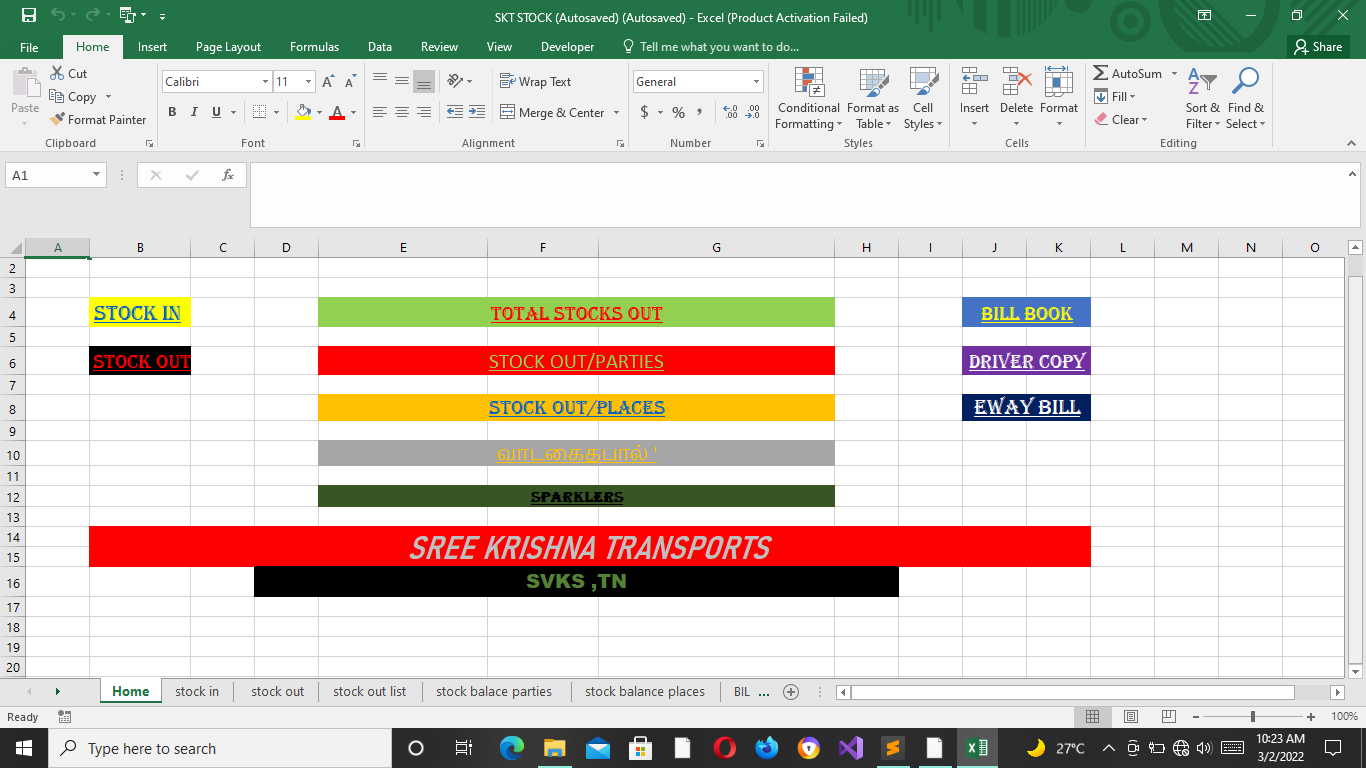 SKT STOCK (Autosaved) (Autosaved) - Excel (Product Activation Failed)
File Home Insert Page Layout Formulas Data Review View Developer Tell me what you want to do... Share
Paste Cut Copy Format Painter
Clipboard
Calibri 11
B I U A A A
Font
Wrap Text
Merge & Center
Alignment
General
$ % ,
Number
Conditional Formatting Format as Table Cell Styles
Styles
Insert Delete Format
Cells
AutoSum Fill Clear Sort & Filter Find & Select
Editing
A1 fx
A B C D E F G H I J K L M N O
2
3
4 STOCK IN TOTAL STOCKS OUT BILL BOOK
5
6 STOCK OUT STOCK OUT/PARTIES DRIVER COPY
7
8 STOCK OUT/PLACES EWAY BILL
9
10
11
12 SPARKLERS
13
14 SREE KRISHNA TRANSPORTS
15
16 SVKS ,TN
17
18
19
20
Home stock in stock out stock out list stock balace parties stock balance places BIL ...
Ready 100%
Type here to search 27°C 10:23 AM
3/2/2022